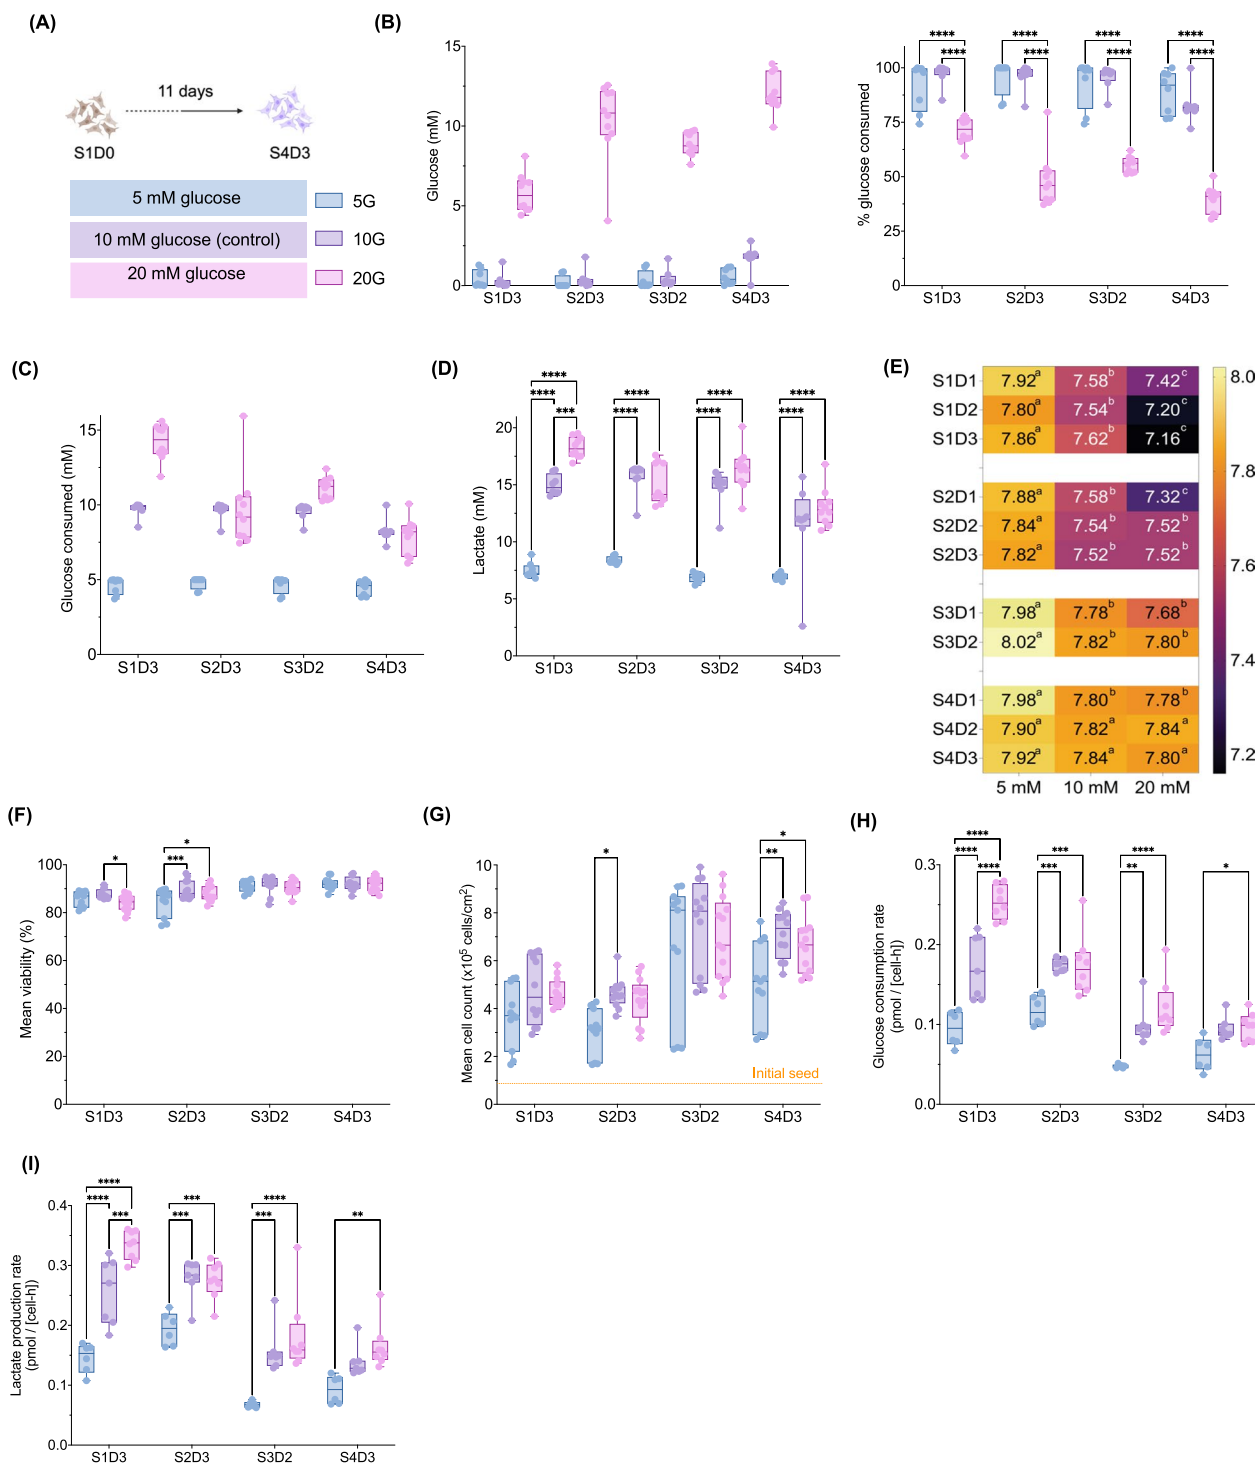 (A)
11 days
S1D0
S4D3
5 mM glucose
5G
10 mM glucose (control)
10G
20 mM glucose
20G
(B)
Glucose (mM)
15
10
5
0
S1D3 S2D3 S3D2 S4D3
% glucose consumed
100
75
50
25
0
**** **** **** ****
**** **** **** ****
S1D3 S2D3 S3D2 S4D3
(C)
Glucose consumed (mM)
15
10
5
0
S1D3 S2D3 S3D2 S4D3
(D)
Lactate (mM)
20
15
10
5
0
**** **** **** ****
**** **** **** ****
***
S1D3 S2D3 S3D2 S4D3
(E)
S1D1 7.92a 7.58b 7.42c
S1D2 7.80a 7.54b 7.20c
S1D3 7.86a 7.62b 7.16c
S2D1 7.88a 7.58b 7.32c
S2D2 7.84a 7.54b 7.52b
S2D3 7.82a 7.52b 7.52b
S3D1 7.98a 7.78b 7.68b
S3D2 8.02a 7.82b 7.80b
S4D1 7.98a 7.80b 7.78b
S4D2 7.90a 7.82a 7.84a
S4D3 7.92a 7.84a 7.80a
5 mM 10 mM 20 mM
8.0
7.8
7.6
7.4
7.2
(F)
Mean viability (%)
100
80
60
40
20
0
* *** *
S1D3 S2D3 S3D2 S4D3
(G)
Mean cell count (x10⁵ cells/cm²)
10
8
6
4
2
0
* ** *
Initial seed
S1D3 S2D3 S3D2 S4D3
(H)
Glucose consumption rate
(pmol / [cell-h])
0.3
0.2
0.1
0.0
**** *** **** *
**** **** *** **
S1D3 S2D3 S3D2 S4D3
(I)
Lactate production rate
(pmol / [cell-h])
0.4
0.3
0.2
0.1
0.0
**** *** **** **
**** *** *** ***
S1D3 S2D3 S3D2 S4D3